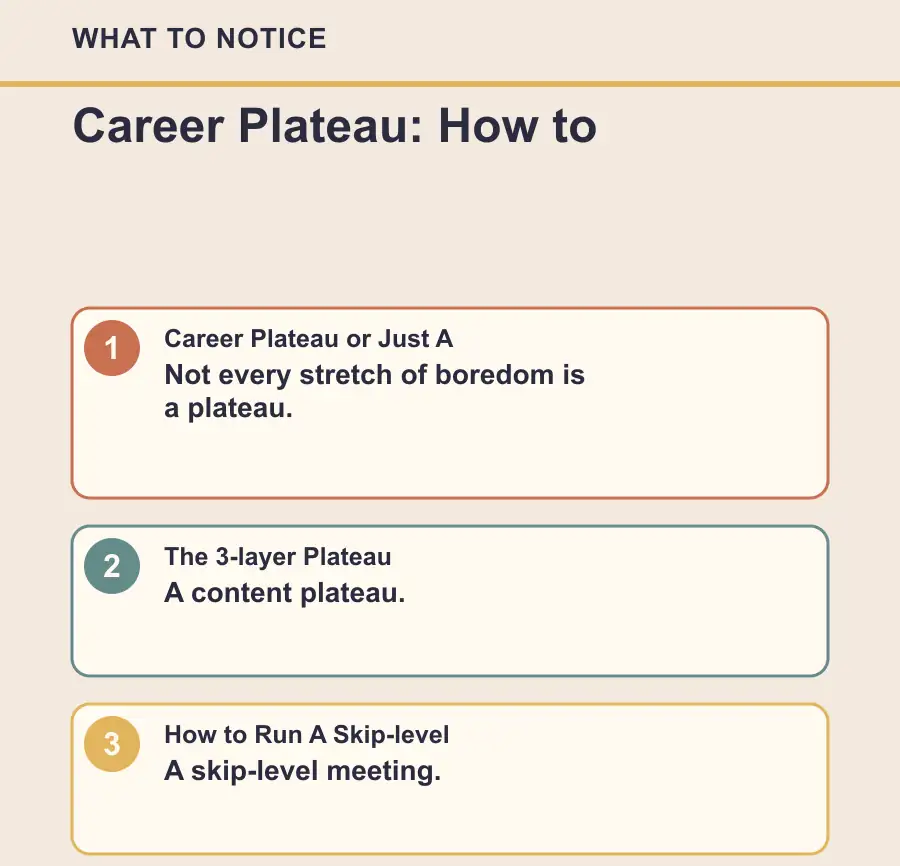 WHAT TO NOTICE
Career Plateau: How to
1
Career Plateau or Just A
Not every stretch of boredom is
a plateau.
2
The 3-layer Plateau
A content plateau.
3
How to Run A Skip-level
A skip-level meeting.